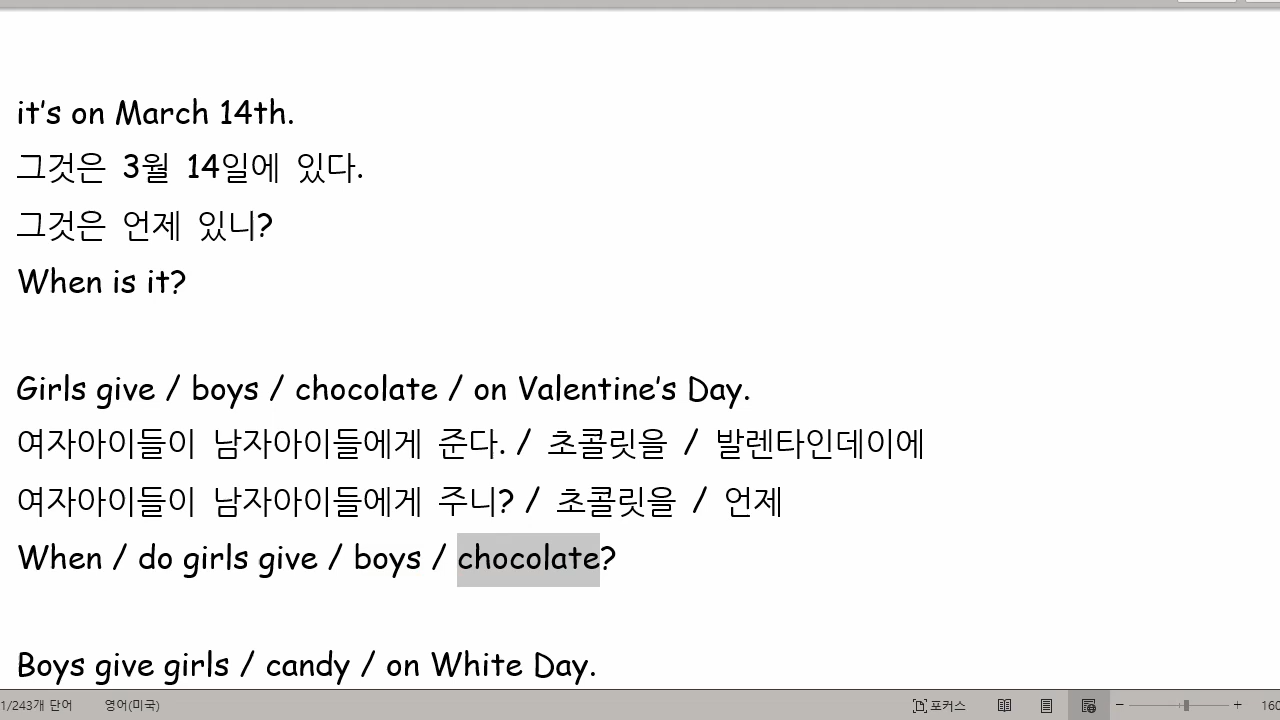 it's on March 14th.
그것은 3월 14일에 있다.
그것은 언제 있니?
When is it?
Girls give / boys / chocolate / on Valentine's Day.
여자아이들이 남자아이들에게 준다. / 초콜릿을 / 발렌타인데이에
여자아이들이 남자아이들에게 주니? / 초콜릿을 / 언제
When / do girls give / boys / chocolate?
Boys give girls / candy / on White Day.
1/243개 단어 영어(미국) 포커스 − + 160